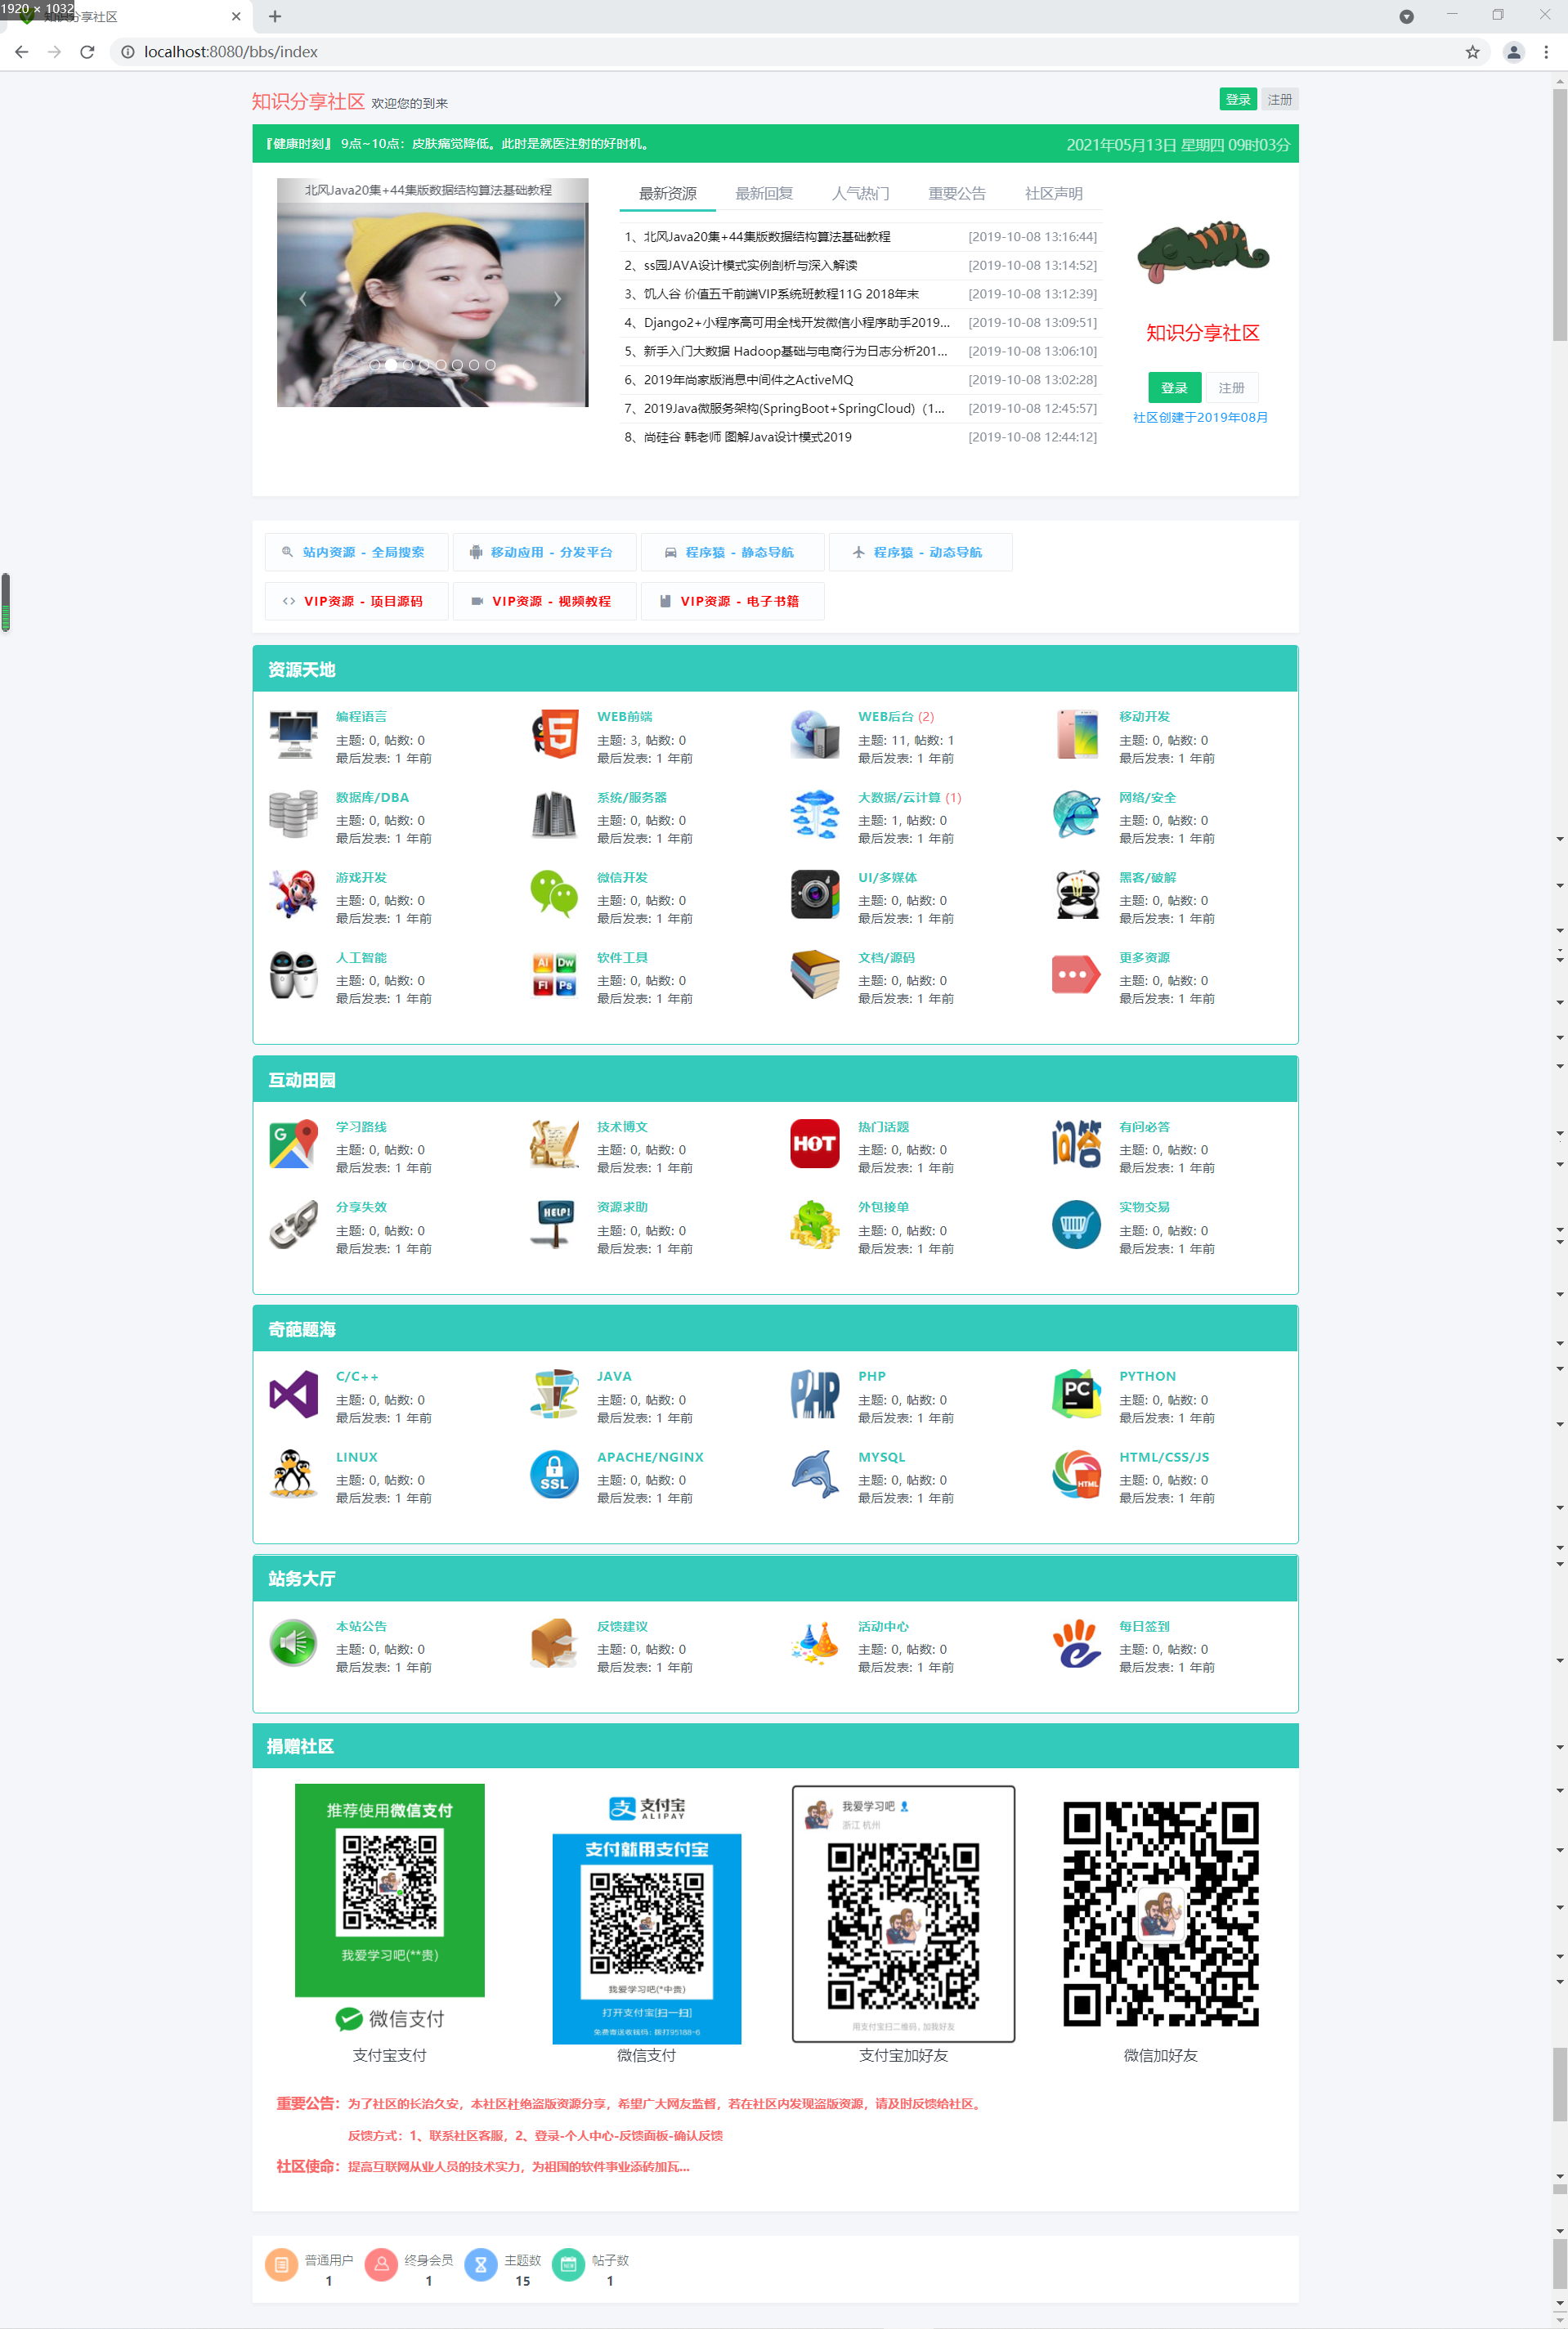 1920 × 1032
知识分享社区
localhost:8080/bbs/index
知识分享社区 欢迎您的到来
登录 注册
『健康时刻』 9点~10点：皮肤痛觉降低。此时是就医注射的好时机。
2021年05月13日 星期四 09时03分
北风Java20集+44集版数据结构算法基础教程
最新资源 最新回复 人气热门 重要公告 社区声明
1、北风Java20集+44集版数据结构算法基础教程 [2019-10-08 13:16:44]
2、ss园JAVA设计模式实例剖析与深入解读 [2019-10-08 13:14:52]
3、饥人谷 价值五千前端VIP系统班教程11G 2018年末 [2019-10-08 13:12:39]
4、Django2+小程序高可用全栈开发微信小程序助手2019... [2019-10-08 13:09:51]
5、新手入门大数据 Hadoop基础与电商行为日志分析201... [2019-10-08 13:06:10]
6、2019年尚家版消息中间件之ActiveMQ [2019-10-08 13:02:28]
7、2019Java微服务架构(SpringBoot+SpringCloud)（1... [2019-10-08 12:45:57]
8、尚硅谷 韩老师 图解Java设计模式2019 [2019-10-08 12:44:12]
知识分享社区
登录 注册
社区创建于2019年08月
站内资源 - 全局搜索 移动应用 - 分发平台 程序猿 - 静态导航 程序猿 - 动态导航
VIP资源 - 项目源码 VIP资源 - 视频教程 VIP资源 - 电子书籍
资源天地
编程语言 WEB前端 WEB后台 (2) 移动开发
主题: 0, 帖数: 0 主题: 3, 帖数: 0 主题: 11, 帖数: 1 主题: 0, 帖数: 0
最后发表: 1 年前 最后发表: 1 年前 最后发表: 1 年前 最后发表: 1 年前
数据库/DBA 系统/服务器 大数据/云计算 (1) 网络/安全
主题: 0, 帖数: 0 主题: 0, 帖数: 0 主题: 1, 帖数: 0 主题: 0, 帖数: 0
最后发表: 1 年前 最后发表: 1 年前 最后发表: 1 年前 最后发表: 1 年前
游戏开发 微信开发 UI/多媒体 黑客/破解
主题: 0, 帖数: 0 主题: 0, 帖数: 0 主题: 0, 帖数: 0 主题: 0, 帖数: 0
最后发表: 1 年前 最后发表: 1 年前 最后发表: 1 年前 最后发表: 1 年前
人工智能 Ai Dw Fl Ps 软件工具 文档/源码 更多资源
主题: 0, 帖数: 0 主题: 0, 帖数: 0 主题: 0, 帖数: 0 主题: 0, 帖数: 0
最后发表: 1 年前 最后发表: 1 年前 最后发表: 1 年前 最后发表: 1 年前
互动田园
G 学习路线 技术博文 HOT 热门话题 问答 有问必答
主题: 0, 帖数: 0 主题: 0, 帖数: 0 主题: 0, 帖数: 0 主题: 0, 帖数: 0
最后发表: 1 年前 最后发表: 1 年前 最后发表: 1 年前 最后发表: 1 年前
分享失效 HELP! 资源求助 外包接单 实物交易
主题: 0, 帖数: 0 主题: 0, 帖数: 0 主题: 0, 帖数: 0 主题: 0, 帖数: 0
最后发表: 1 年前 最后发表: 1 年前 最后发表: 1 年前 最后发表: 1 年前
奇葩题海
C/C++ JAVA PHP PHP PC PYTHON
主题: 0, 帖数: 0 主题: 0, 帖数: 0 主题: 0, 帖数: 0 主题: 0, 帖数: 0
最后发表: 1 年前 最后发表: 1 年前 最后发表: 1 年前 最后发表: 1 年前
LINUX SSL APACHE/NGINX MYSQL HTML HTML/CSS/JS
主题: 0, 帖数: 0 主题: 0, 帖数: 0 主题: 0, 帖数: 0 主题: 0, 帖数: 0
最后发表: 1 年前 最后发表: 1 年前 最后发表: 1 年前 最后发表: 1 年前
站务大厅
本站公告 反馈建议 活动中心 每日签到
主题: 0, 帖数: 0 主题: 0, 帖数: 0 主题: 0, 帖数: 0 主题: 0, 帖数: 0
最后发表: 1 年前 最后发表: 1 年前 最后发表: 1 年前 最后发表: 1 年前
捐赠社区
推荐使用微信支付
我爱学习吧(**贵)
微信支付
支付宝支付
支付宝
ALIPAY
支付就用支付宝
我爱学习吧(*中贵)
打开支付宝[扫一扫]
免费寄送收钱码：拨打95188-6
微信支付
我爱学习吧
浙江 杭州
用支付宝扫二维码，加我好友
支付宝加好友
微信加好友
重要公告：为了社区的长治久安，本社区杜绝盗版资源分享，希望广大网友监督，若在社区内发现盗版资源，请及时反馈给社区。
反馈方式：1、联系社区客服，2、登录-个人中心-反馈面板-确认反馈
社区使命：提高互联网从业人员的技术实力，为祖国的软件事业添砖加瓦...
普通用户 终身会员 主题数 帖子数
1 1 15 1